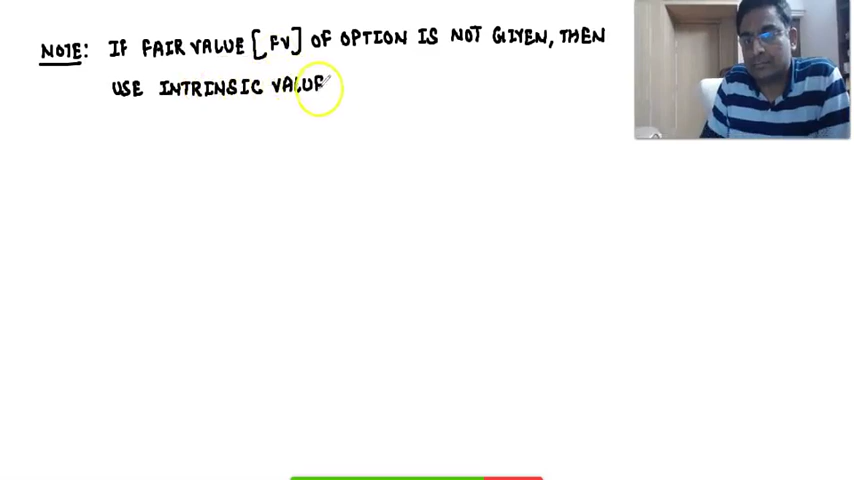 NOTE: IF FAIR VALUE [FV] OF OPTION IS NOT GIVEN, THEN
USE INTRINSIC VALUE